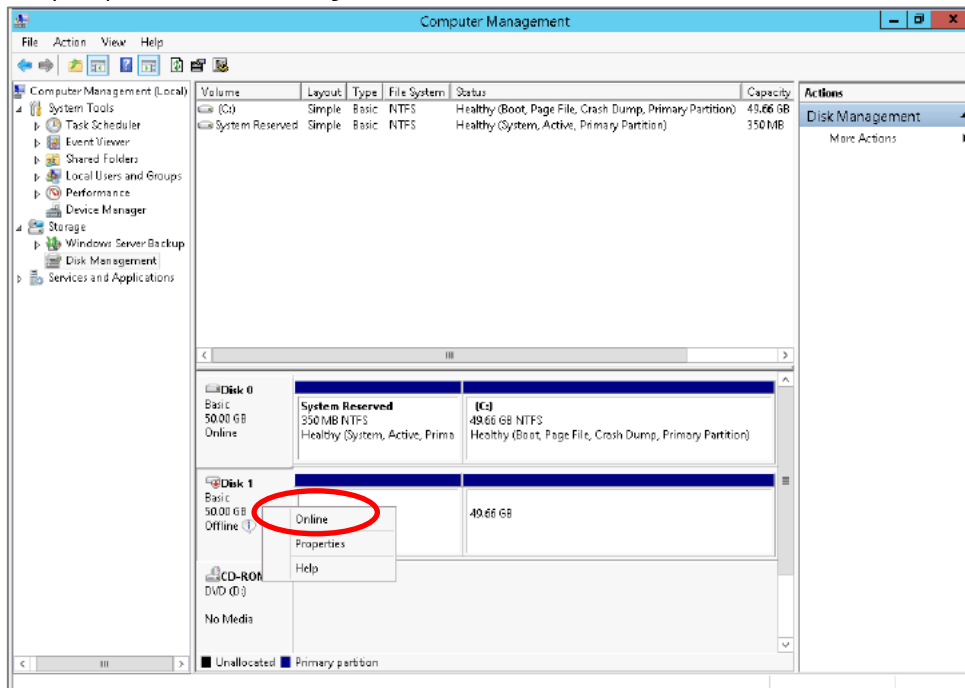 Computer Management
File Action View Help
Computer Management (Local)
System Tools
Task Scheduler
Event Viewer
Shared Folders
Local Users and Groups
Performance
Device Manager
Storage
Windows Server Backup
Disk Management
Services and Applications
Volume Layout Type File System Status Capacity
(C:) Simple Basic NTFS Healthy (Boot, Page File, Crash Dump, Primary Partition) 49.66 GB
System Reserved Simple Basic NTFS Healthy (System, Active, Primary Partition) 350 MB
Actions
Disk Management
More Actions
Disk 0
Basic
50.00 GB
Online
System Reserved
350 MB NTFS
Healthy (System, Active, Prima
(C:)
49.66 GB NTFS
Healthy (Boot, Page File, Crash Dump, Primary Partition)
Disk 1
Basic
50.00 GB
Offline
49.66 GB
Online
Properties
Help
CD-ROM
DVD (D:)
No Media
Unallocated Primary partition